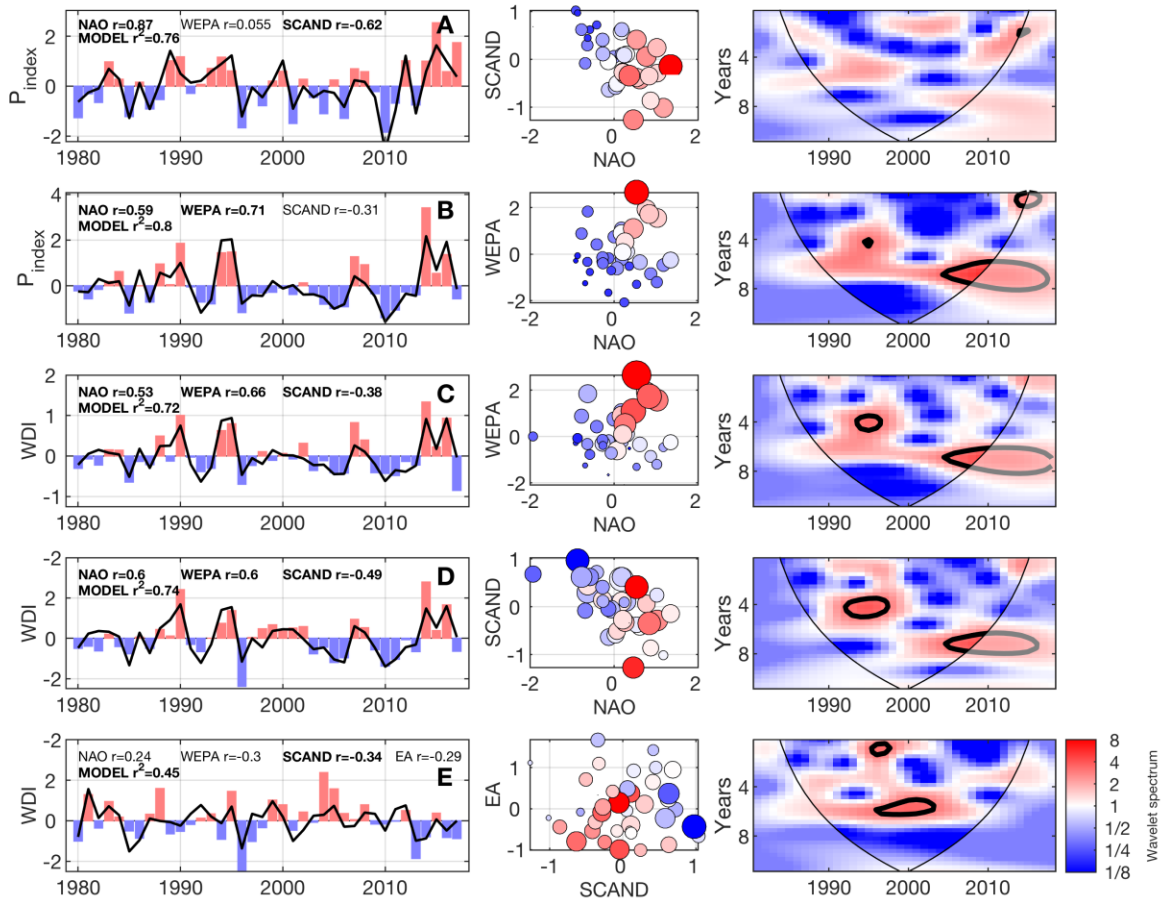 NAO r=0.87 WEPA r=0.055 SCAND r=-0.62 A
MODEL r²=0.76
P_index
2
0
-2
1980 1990 2000 2010
SCAND
1
0
-1
-2 0 2
NAO
Years
4
8
1990 2000 2010
NAO r=0.59 WEPA r=0.71 SCAND r=-0.31 B
MODEL r²=0.8
P_index
4
2
0
1980 1990 2000 2010
WEPA
2
0
-2
-2 0 2
NAO
Years
4
8
1990 2000 2010
NAO r=0.53 WEPA r=0.66 SCAND r=-0.38 C
MODEL r²=0.72
WDI
2
1
0
-1
1980 1990 2000 2010
WEPA
2
0
-2
-2 0 2
NAO
Years
4
8
1990 2000 2010
NAO r=0.6 WEPA r=0.6 SCAND r=-0.49 D
MODEL r²=0.74
WDI
-2
2
0
-2
1980 1990 2000 2010
SCAND
1
0
-1
-2 0 2
NAO
Years
4
8
1990 2000 2010
NAO r=0.24 WEPA r=-0.3 SCAND r=-0.34 EA r=-0.29
MODEL r²=0.45 E
WDI
-2
2
0
-2
1980 1990 2000 2010
EA
2
1
0
-1
-1 0 1
SCAND
Years
4
8
1990 2000 2010
8
4
2
1
1/2
1/4
1/8
Wavelet spectrum